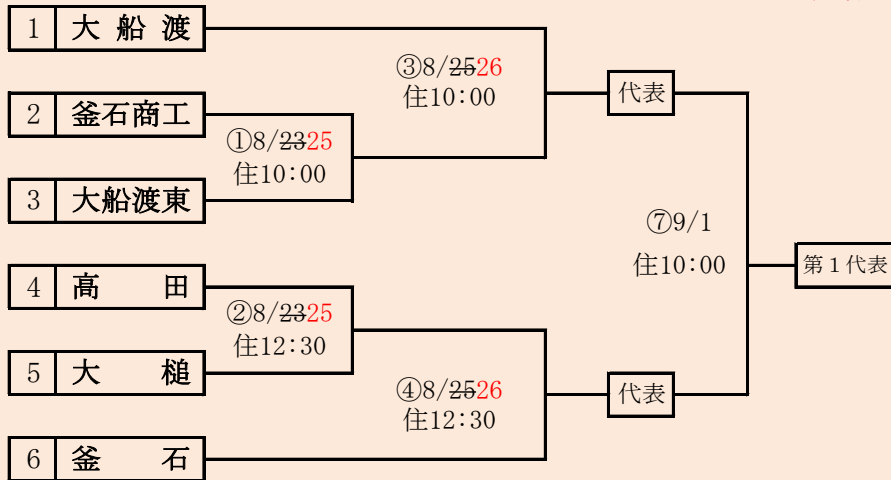 1 大船渡
③8/2526
住10:00
代表
2 釜石商工
①8/2325
住10:00
3 大船渡東
⑦9/1
住10:00
第１代表
4 高田
②8/2325
住12:30
5 大槌
④8/2526
住12:30
代表
6 釜石